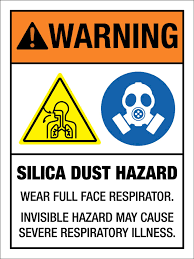 WARNING
SILICA DUST HAZARD
WEAR FULL FACE RESPIRATOR.
INVISIBLE HAZARD MAY CAUSE
SEVERE RESPIRATORY ILLNESS.